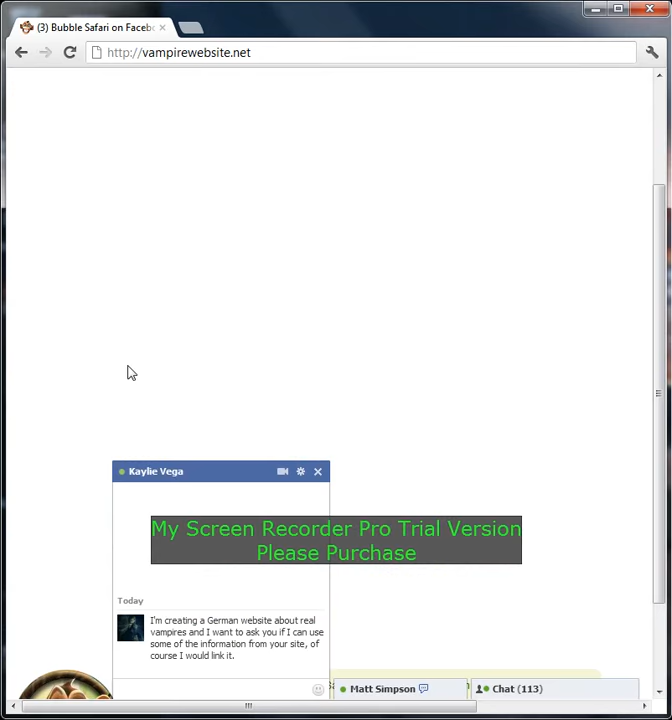 (3) Bubble Safari on Facebo
http://vampirewebsite.net
Kaylie Vega
My Screen Recorder Pro Trial Version
Please Purchase
Today
I'm creating a German website about real
vampires and I want to ask you if I can use
some of the information from your site, of
course I would link it.
Matt Simpson
Chat (113)